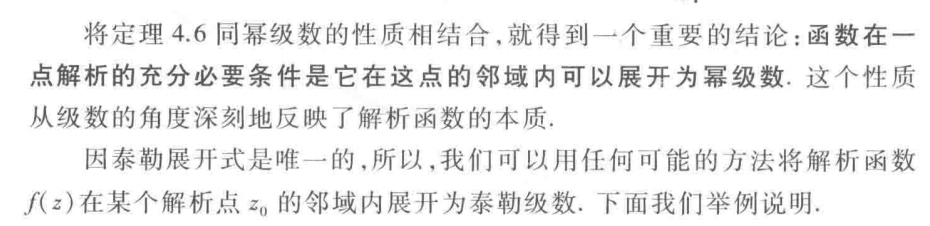 将定理 4.6 同幂级数的性质相结合,就得到一个重要的结论:函数在一
点解析的充分必要条件是它在这点的邻域内可以展开为幂级数. 这个性质
从级数的角度深刻地反映了解析函数的本质.
因泰勒展开式是唯一的,所以,我们可以用任何可能的方法将解析函数
f(z)在某个解析点 z₀ 的邻域内展开为泰勒级数. 下面我们举例说明.